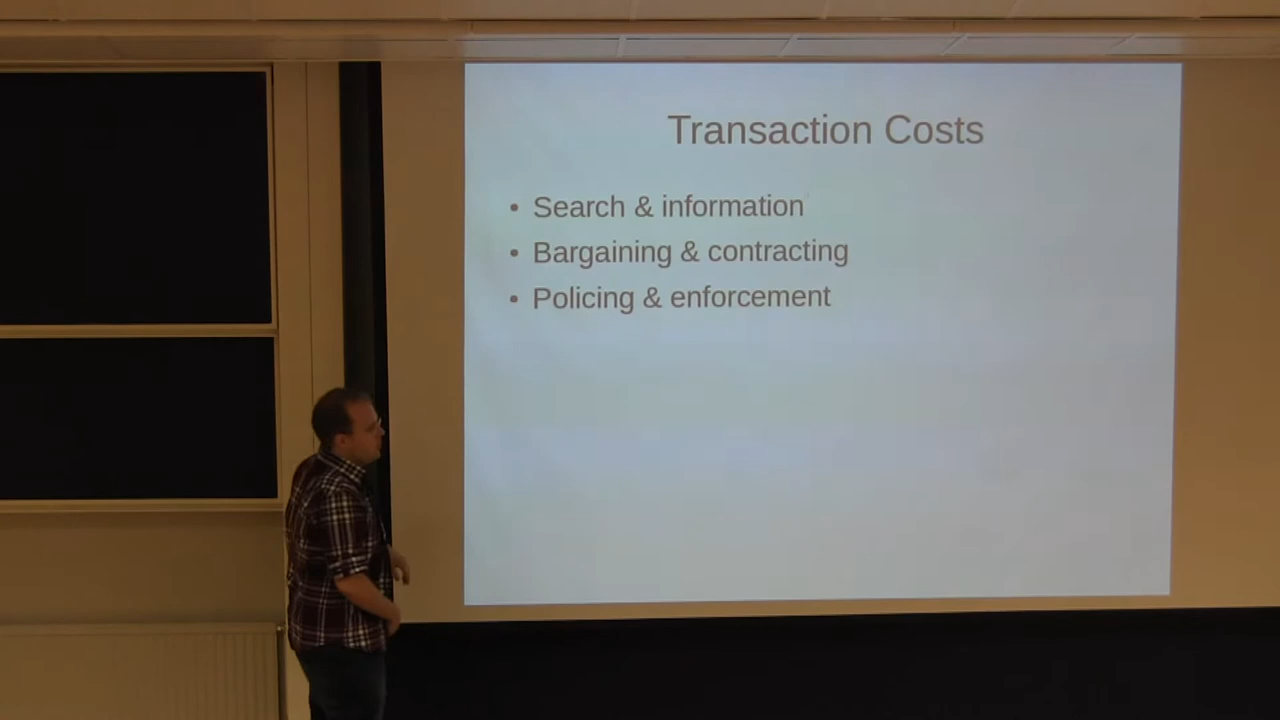 Transaction Costs
• Search & information
• Bargaining & contracting
• Policing & enforcement